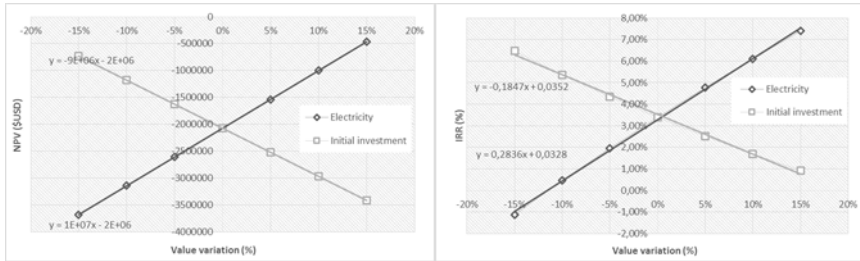 0
-20% -15% -10% -5% 0% 5% 10% 15% 20%
-500000
y = -9E+06x - 2E+06
-1000000
-1500000
-2000000
-2500000
-3000000
-3500000
-4000000
y = 1E+07x - 2E+06
NPV ($USD)
Electricity
Initial investment
Value variation (%)
8,00%
7,00%
6,00%
5,00%
4,00%
3,00%
2,00%
1,00%
0,00%
-20% -15% -10% -5% 0% 5% 10% 15% 20%
-1,00%
-2,00%
y = -0,1847x + 0,0352
y = 0,2836x + 0,0328
IRR (%)
Electricity
Initial investment
Value variation (%)